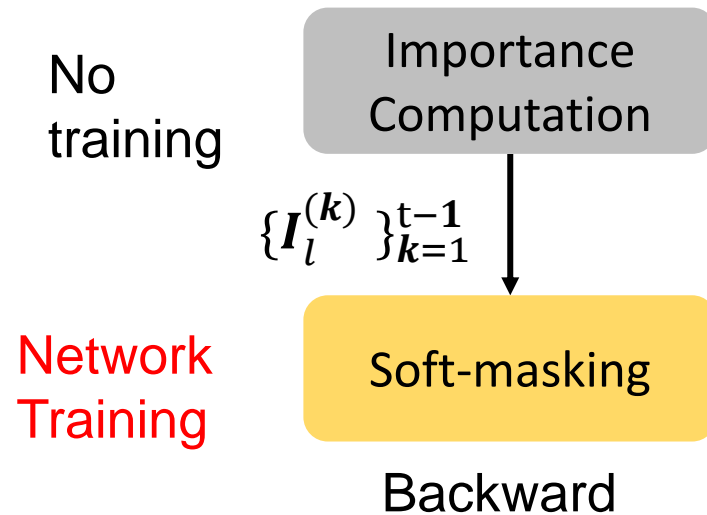 Importance
Computation
No
training
{I_l^{(k)} }_{k=1}^{t−1}
Network
Training
Soft-masking
Backward